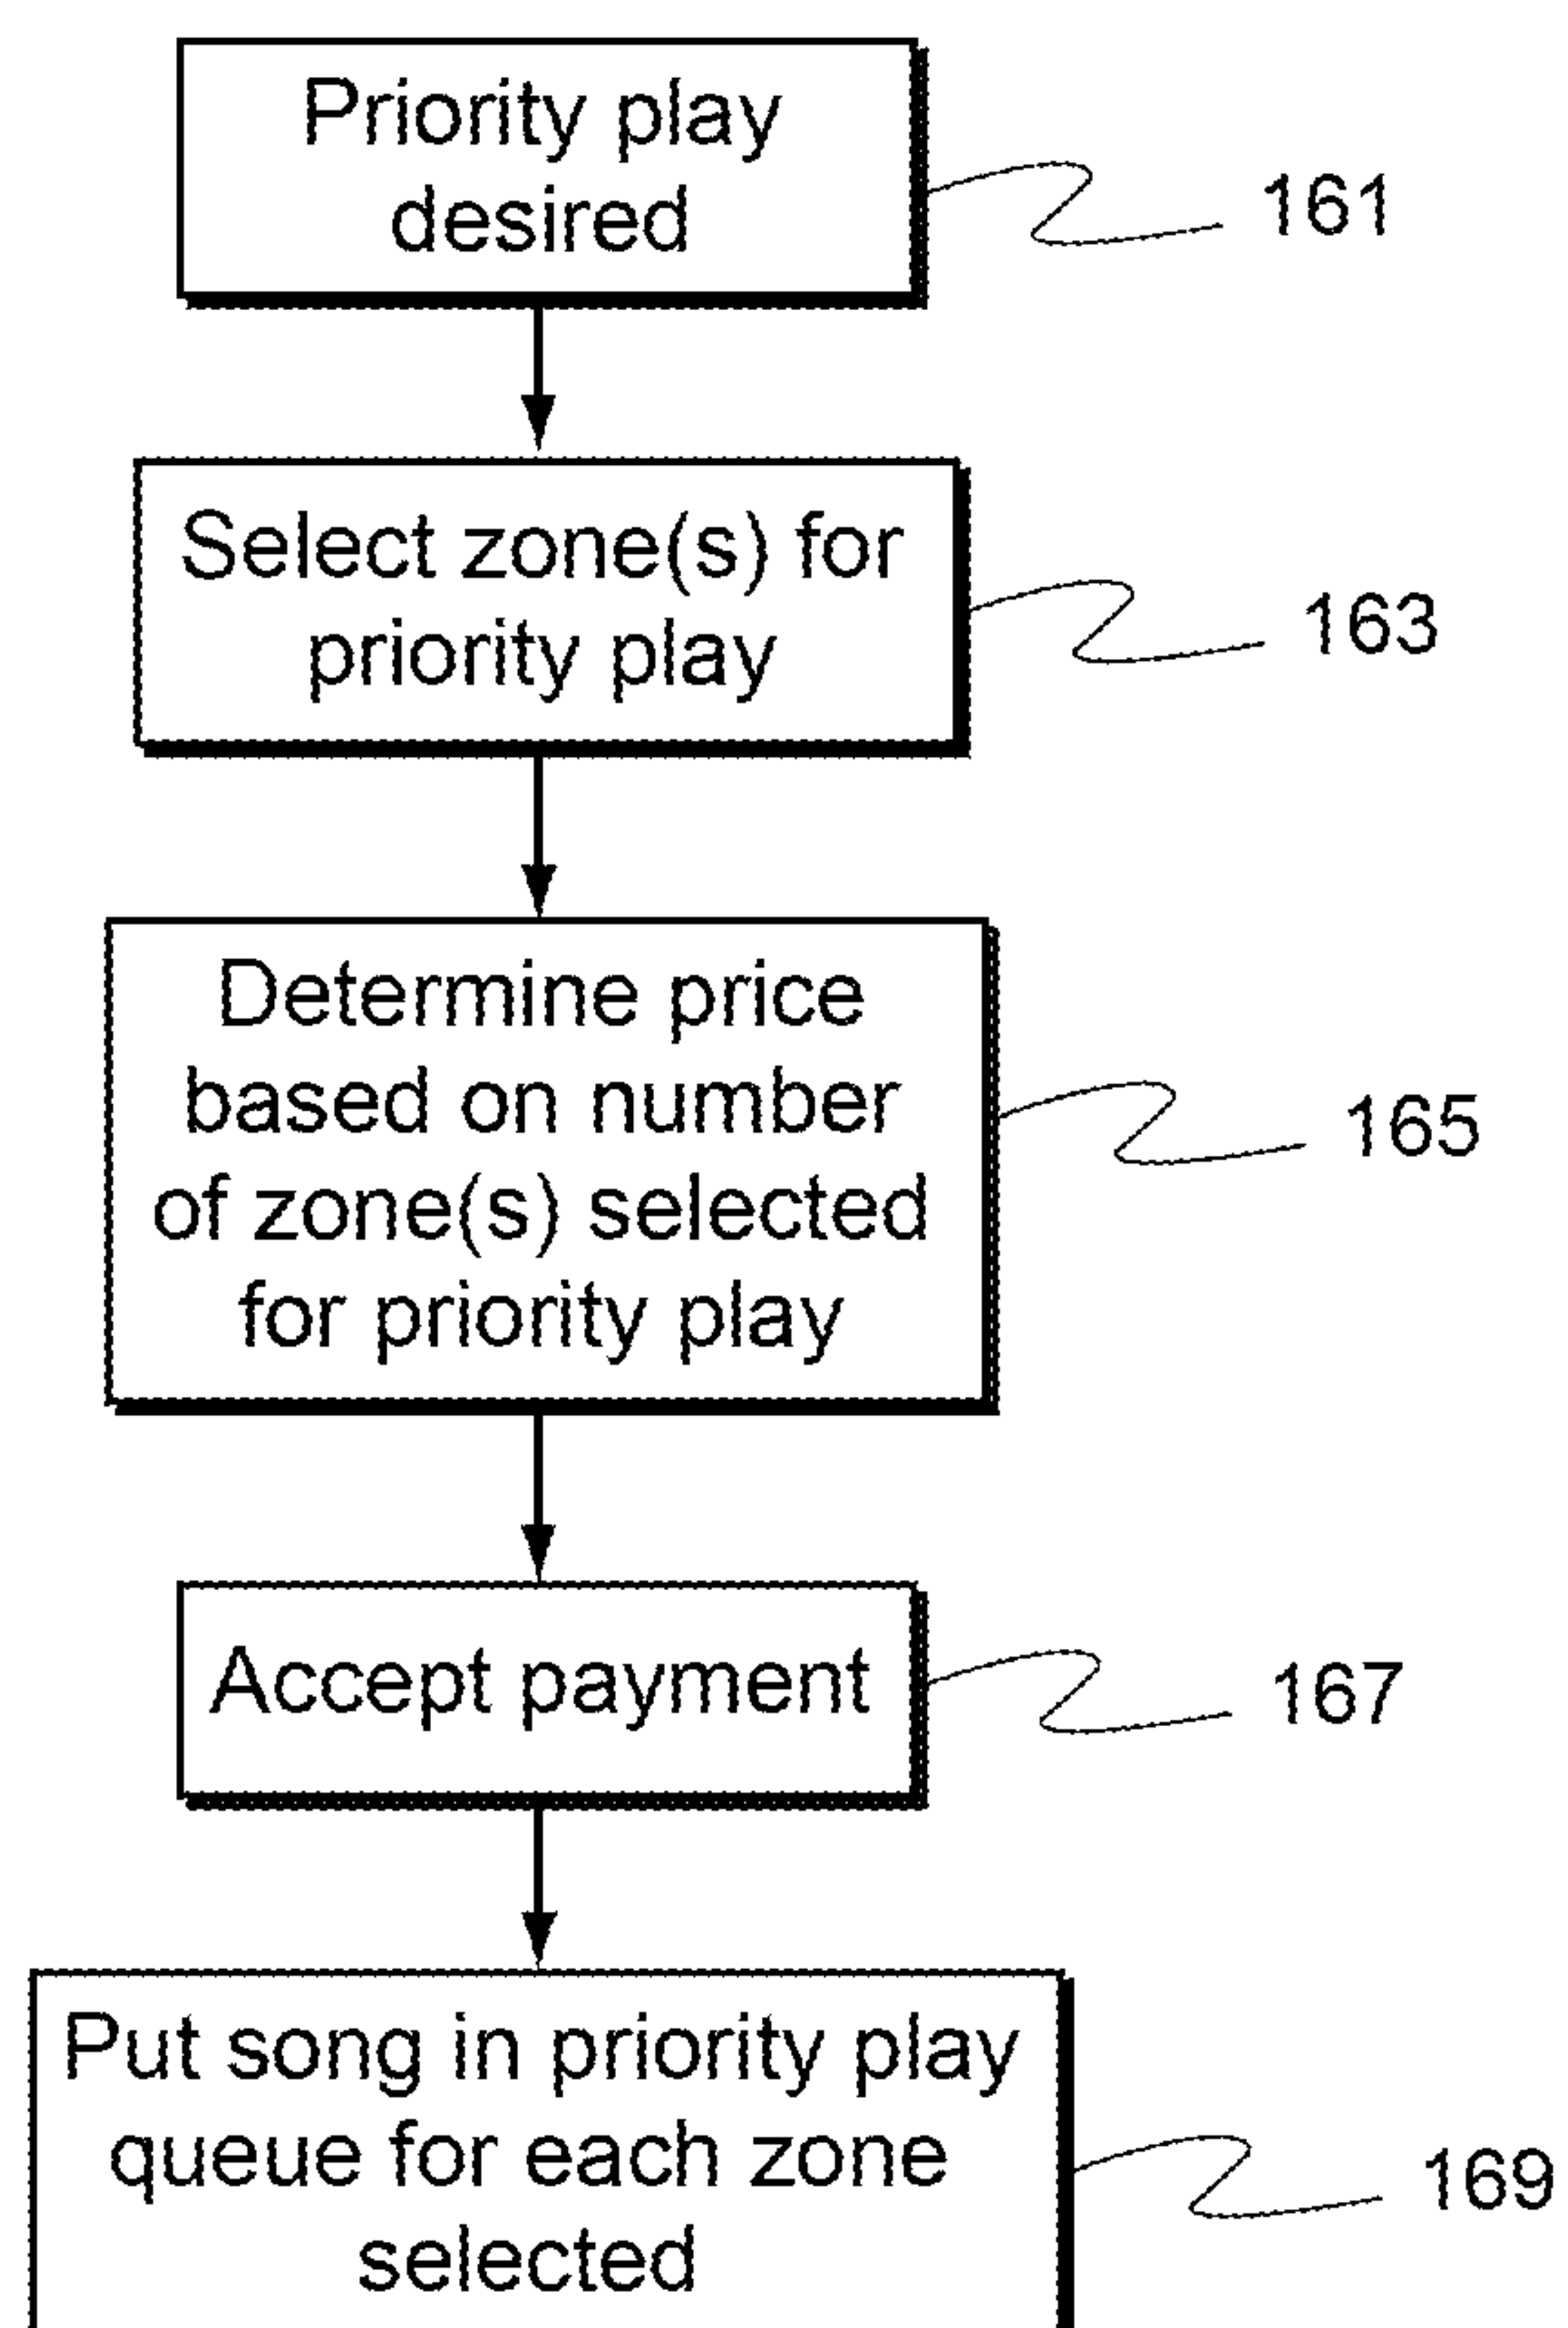 Priority play
desired
161
Select zone(s) for
priority play
163
Determine price
based on number
of zone(s) selected
for priority play
165
Accept payment
167
Put song in priority play
queue for each zone
selected
169